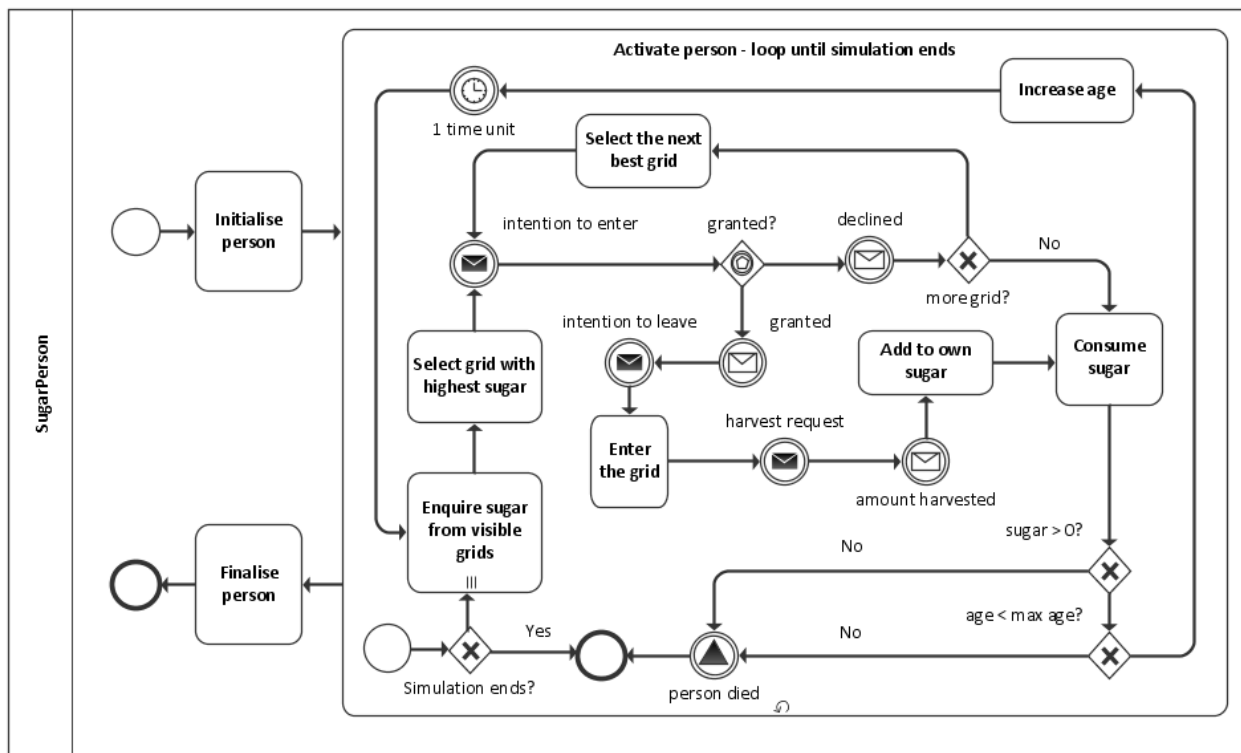 SugarPerson
Activate person - loop until simulation ends
Increase age
1 time unit
Select the next
best grid
Initialise
person
intention to enter
granted?
declined
No
more grid?
intention to leave
granted
Select grid with
highest sugar
Add to own
sugar
Consume
sugar
Enter
the grid
harvest request
amount harvested
Enquire sugar
from visible
grids
sugar > 0?
No
Finalise
person
age < max age?
Yes
No
Simulation ends?
person died